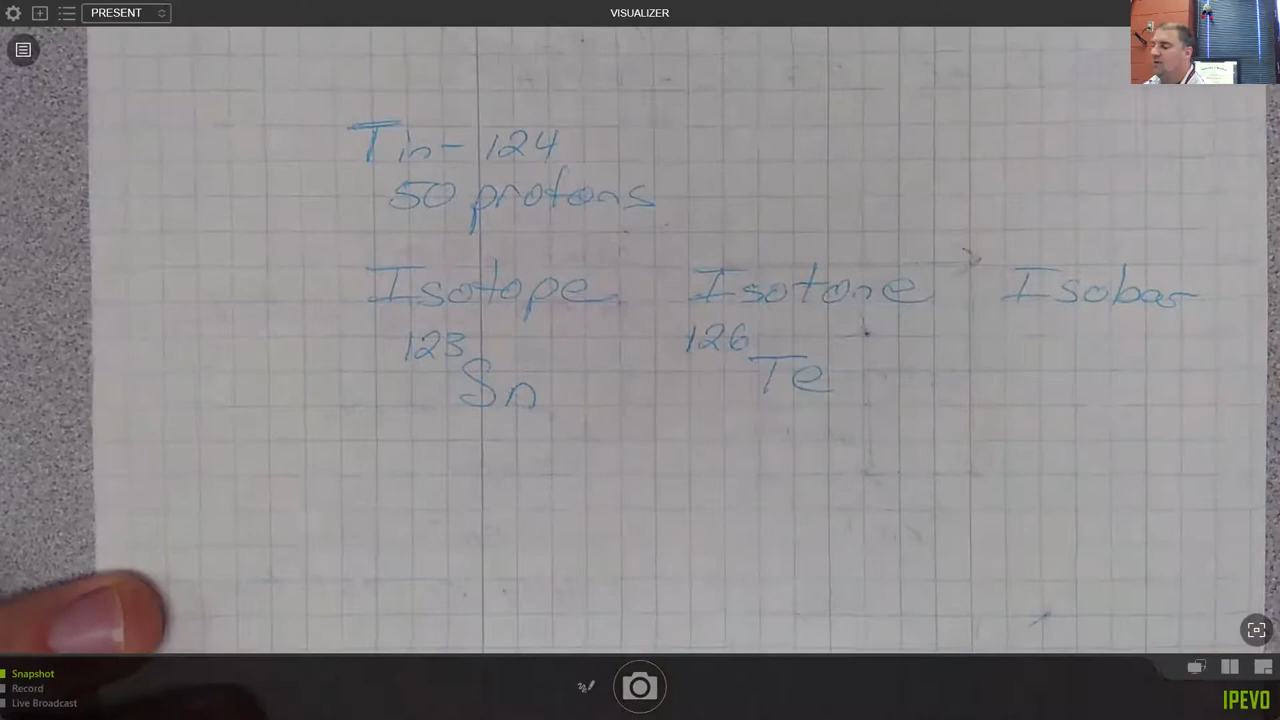 PRESENT
VISUALIZER
Tin-124
50 protons
Isotope Isotone Isobar
123 Sn 126 Te
Snapshot
Record
Live Broadcast
IPEVO